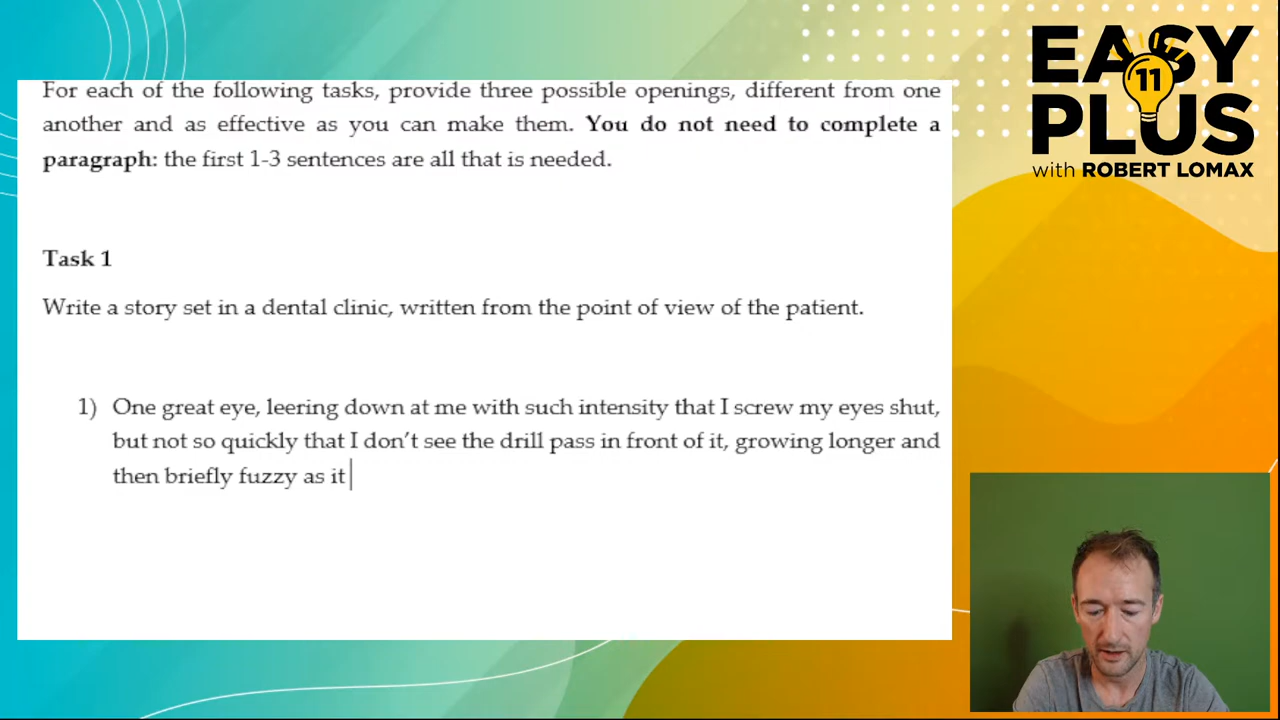 For each of the following tasks, provide three possible openings, different from one
another and as effective as you can make them. You do not need to complete a
paragraph: the first 1-3 sentences are all that is needed.
Task 1
Write a story set in a dental clinic, written from the point of view of the patient.
1) One great eye, leering down at me with such intensity that I screw my eyes shut,
but not so quickly that I don't see the drill pass in front of it, growing longer and
then briefly fuzzy as it
EASY
11
PLUS
with ROBERT LOMAX